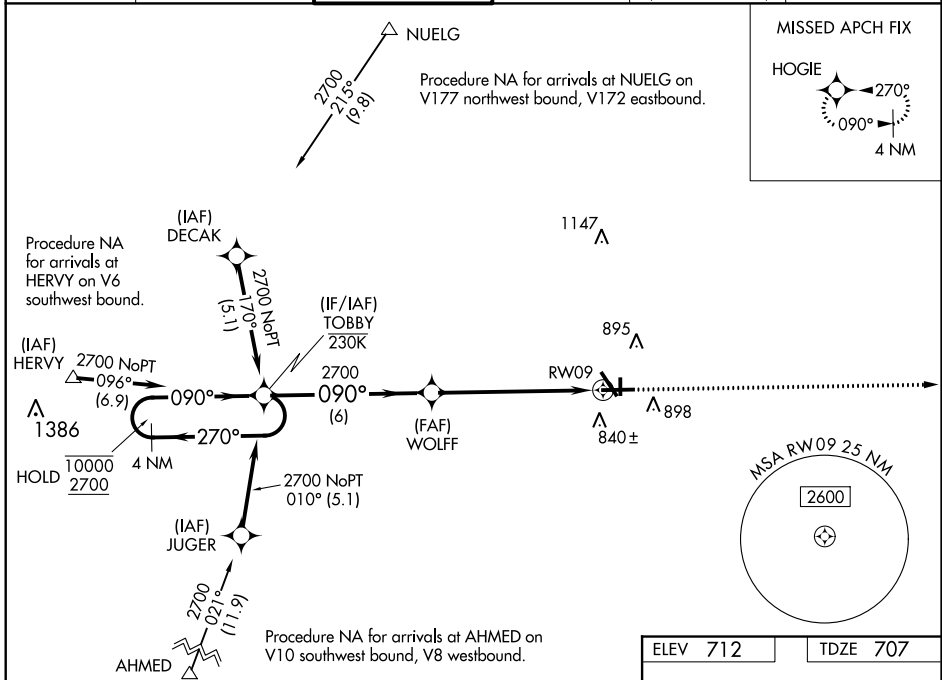 NUELG
2700
215°
(9.8)
Procedure NA for arrivals at NUELG on
V177 northwest bound, V172 eastbound.
MISSED APCH FIX
HOGIE
270°
090°
4 NM
(IAF)
DECAK
2700 NoPT
170°
(5.1)
1147
Procedure NA
for arrivals at
HERVY on V6
southwest bound.
(IF/IAF)
TOBBY
230K
895
(IAF)
HERVY
2700 NoPT
096°
(6.9)
090°
2700
090°
(6)
RW09
1386
270°
(FAF)
WOLFF
840±
898
HOLD
10000
2700
4 NM
2700 NoPT
010° (5.1)
MSA RW09 25 NM
2600
(IAF)
JUGER
2700
021°
(11.9)
AHMED
Procedure NA for arrivals at AHMED on
V10 southwest bound, V8 westbound.
ELEV 712
TDZE 707